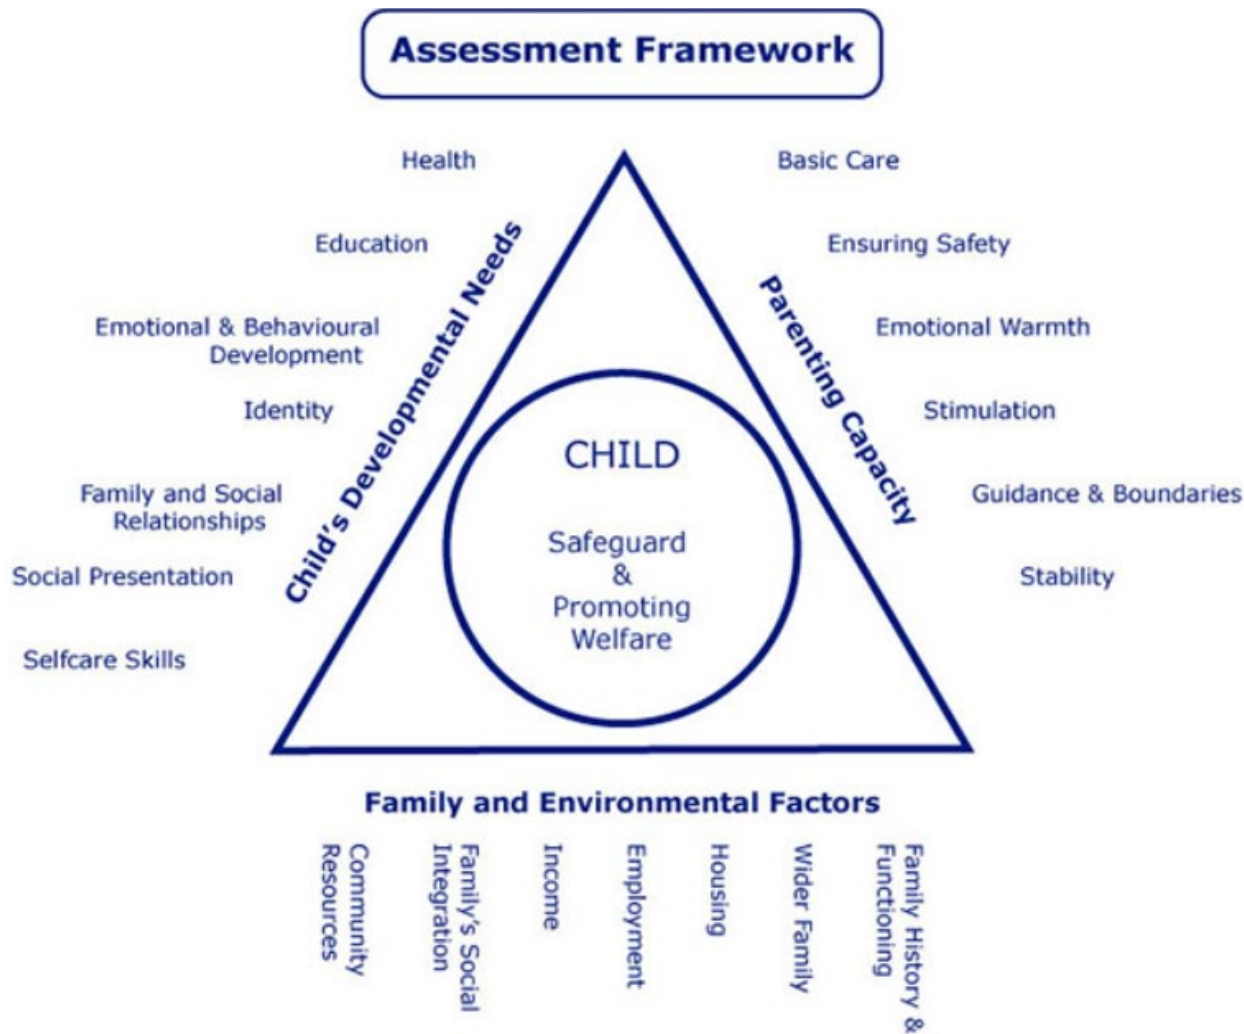 Assessment Framework
Health
Education
Emotional & Behavioural
Development
Identity
Family and Social
Relationships
Social Presentation
Selfcare Skills
Child's Developmental Needs
Basic Care
Ensuring Safety
Emotional Warmth
Stimulation
Guidance & Boundaries
Stability
Parenting Capacity
CHILD
Safeguard
&
Promoting
Welfare
Family and Environmental Factors
Community
Resources
Family's Social
Integration
Income
Employment
Housing
Wider Family
Family History &
Functioning